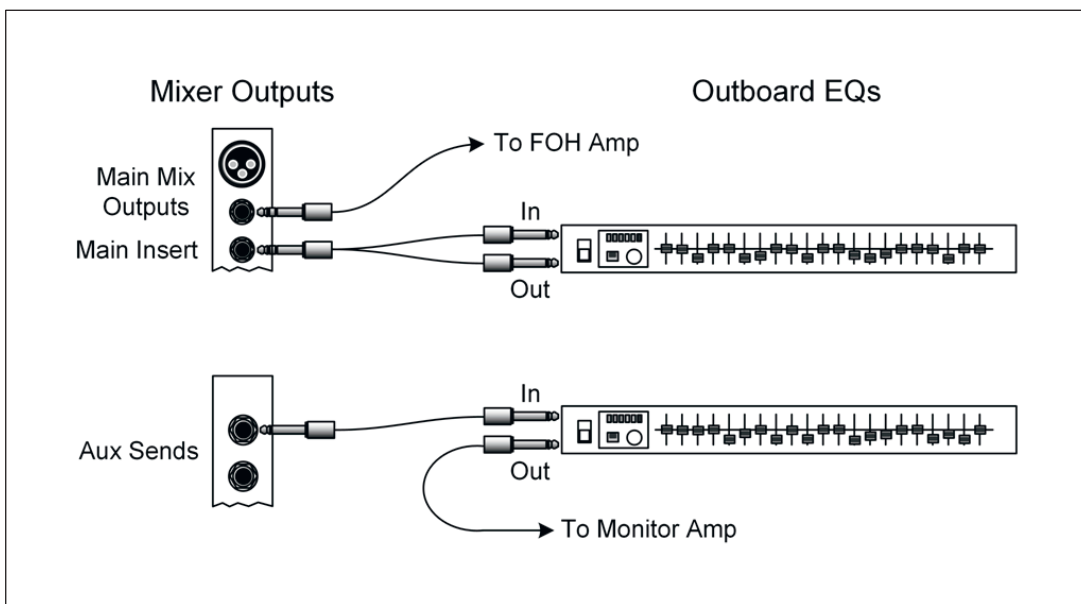 Mixer Outputs
Outboard EQs
To FOH Amp
Main Mix
Outputs
Main Insert
In
Out
Aux Sends
In
Out
To Monitor Amp